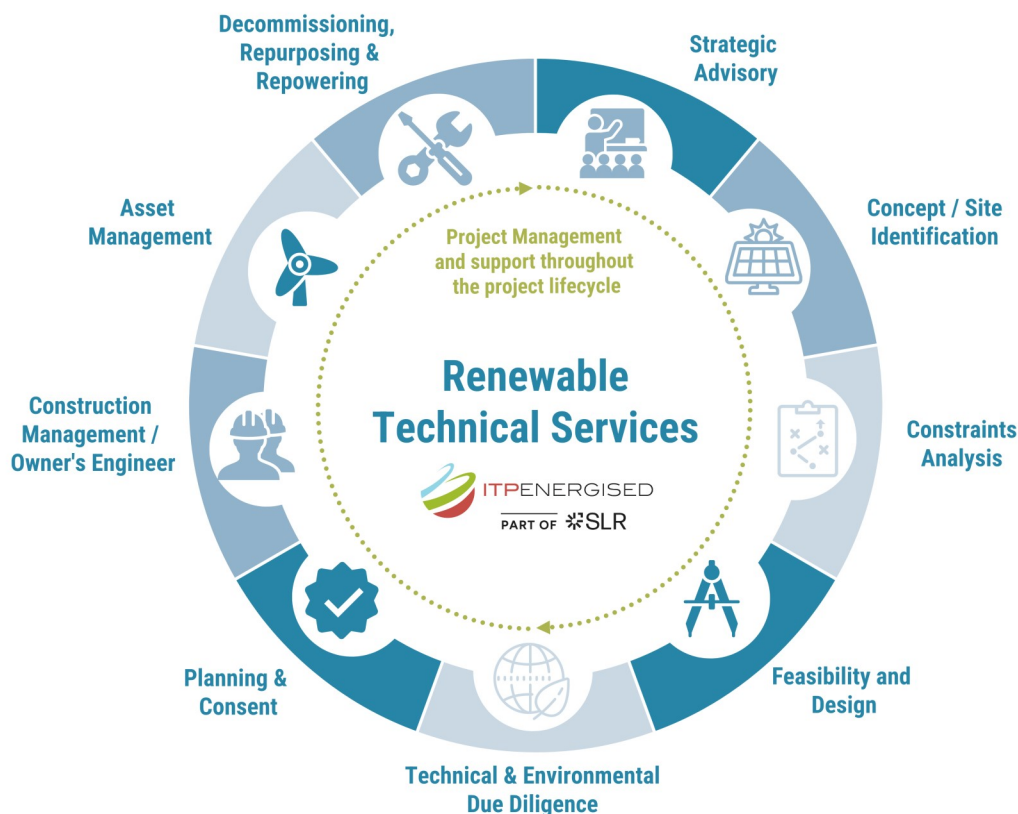 Decommissioning,
Repurposing &
Repowering
Strategic
Advisory
Concept / Site
Identification
Constraints
Analysis
Feasibility and
Design
Technical & Environmental
Due Diligence
Planning &
Consent
Construction
Management /
Owner's Engineer
Asset
Management
Project Management
and support throughout
the project lifecycle
Renewable
Technical Services
ITPENERGISED
PART OF SLR